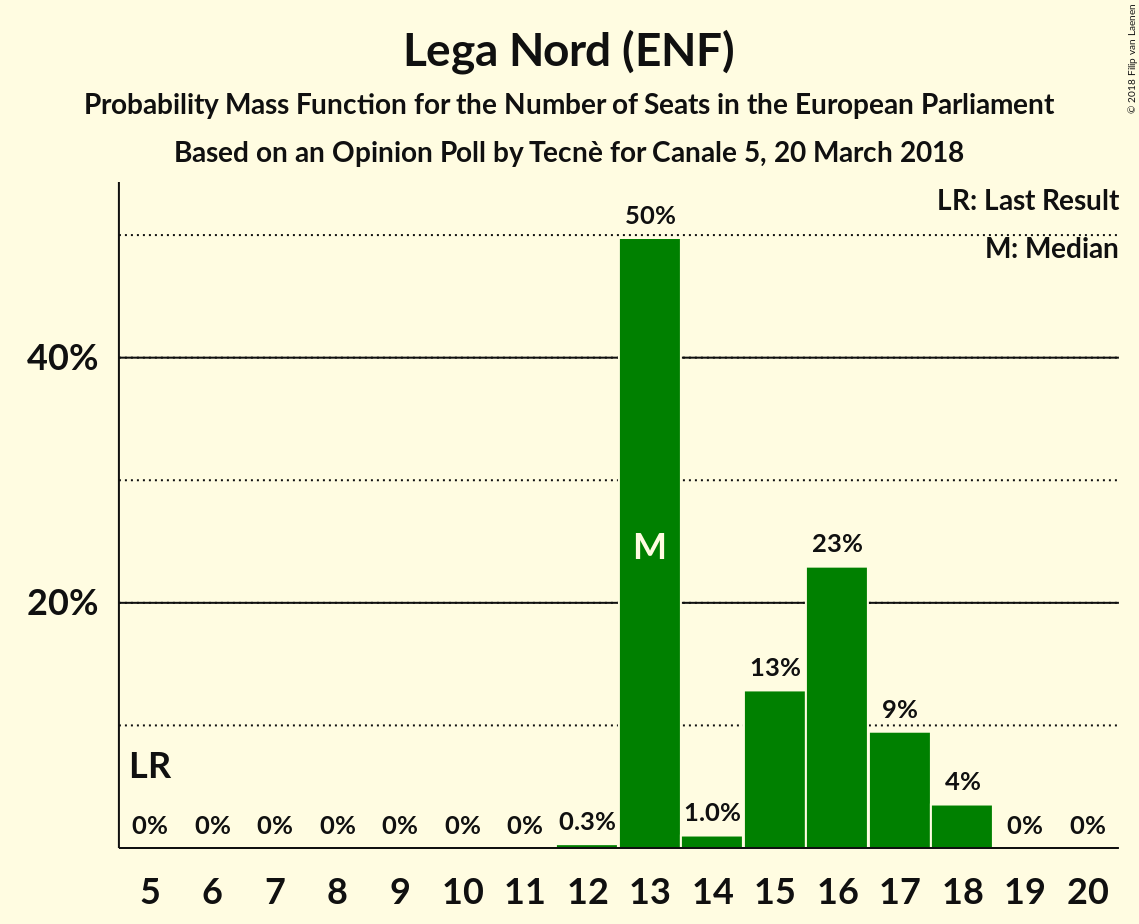 Lega Nord (ENF)
Probability Mass Function for the Number of Seats in the European Parliament
Based on an Opinion Poll by Tecnè for Canale 5, 20 March 2018
© 2018 Filip van Laenen
LR: Last Result
M: Median
50%
40%
M
23%
20%
13%
9%
LR
4%
0% 0% 0% 0% 0% 0% 0% 0.3% 1.0% 0% 0%
5 6 7 8 9 10 11 12 13 14 15 16 17 18 19 20